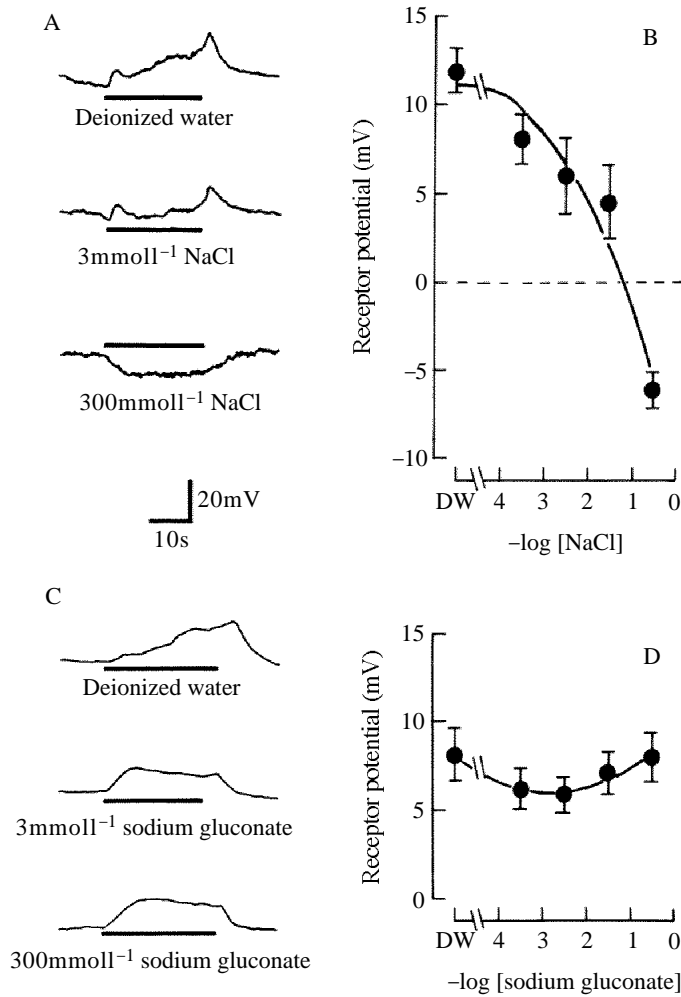 A
Deionized water
3mmoll⁻¹ NaCl
300mmoll⁻¹ NaCl
20mV
10s
B
Receptor potential (mV)
15
10
5
0
−5
−10
DW 4 3 2 1 0
−log [NaCl]
C
Deionized water
3mmoll⁻¹ sodium gluconate
300mmoll⁻¹ sodium gluconate
D
Receptor potential (mV)
15
10
5
0
DW 4 3 2 1 0
−log [sodium gluconate]